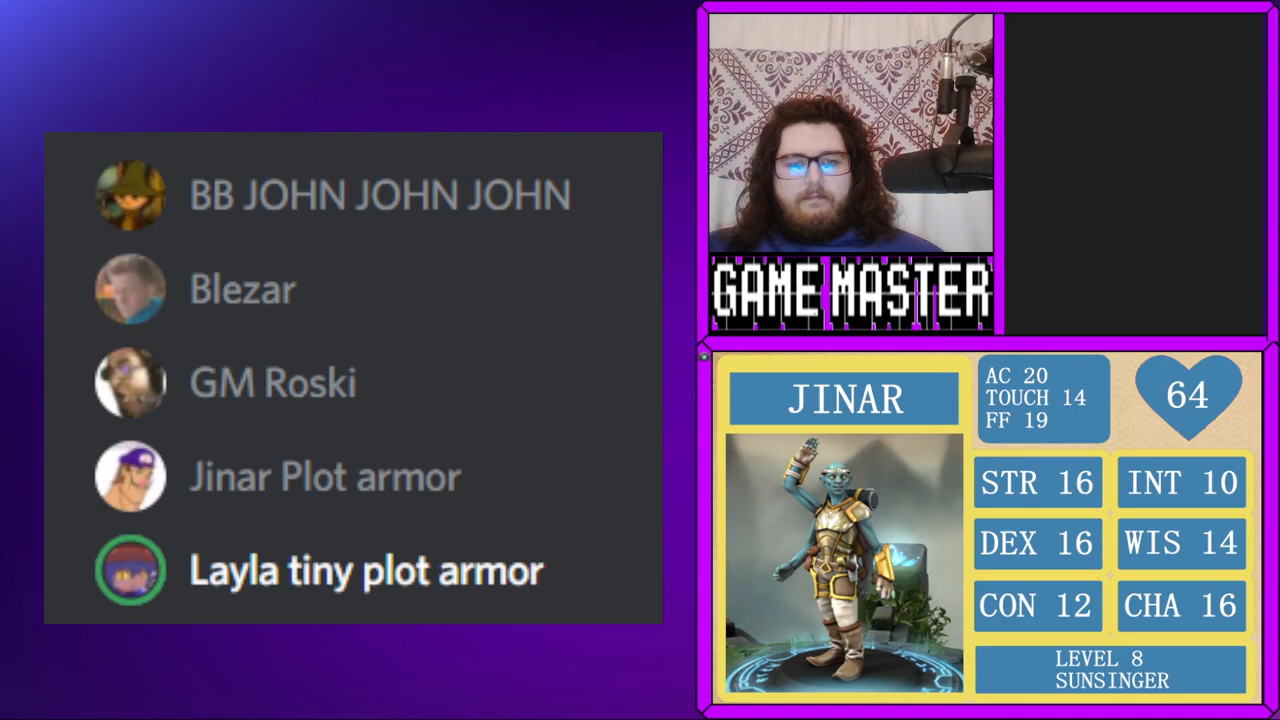 BB JOHN JOHN JOHN
Blezar
GM Roski
Jinar Plot armor
Layla tiny plot armor
GAME MASTER
JINAR
AC 20
TOUCH 14
FF 19
64
STR 16
INT 10
DEX 16
WIS 14
CON 12
CHA 16
LEVEL 8
SUNSINGER